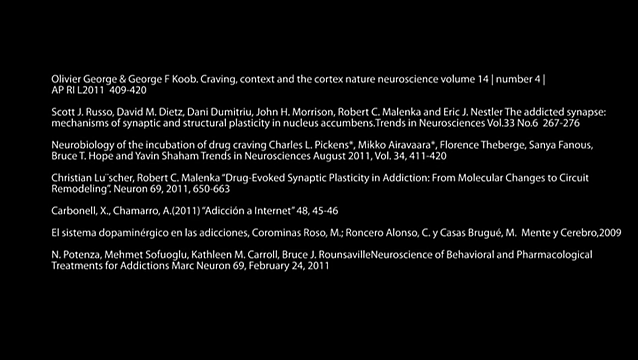 Olivier George & George F Koob. Craving, context and the cortex nature neuroscience volume 14 | number 4 |
AP RI L2011 409-420
Scott J. Russo, David M. Dietz, Dani Dumitriu, John H. Morrison, Robert C. Malenka and Eric J. Nestler The addicted synapse:
mechanisms of synaptic and structural plasticity in nucleus accumbens.Trends in Neurosciences Vol.33 No.6 267-276
Neurobiology of the incubation of drug craving Charles L. Pickens*, Mikko Airavaara*, Florence Theberge, Sanya Fanous,
Bruce T. Hope and Yavin Shaham Trends in Neurosciences August 2011, Vol. 34, 411-420
Christian Lu¨scher, Robert C. Malenka “Drug-Evoked Synaptic Plasticity in Addiction: From Molecular Changes to Circuit
Remodeling”. Neuron 69, 2011, 650-663
Carbonell, X., Chamarro, A.(2011) “Adicción a Internet” 48, 45-46
El sistema dopaminérgico en las adicciones, Corominas Roso, M.; Roncero Alonso, C. y Casas Brugué, M. Mente y Cerebro,2009
N. Potenza, Mehmet Sofuoglu, Kathleen M. Carroll, Bruce J. RounsavilleNeuroscience of Behavioral and Pharmacological
Treatments for Addictions Marc Neuron 69, February 24, 2011